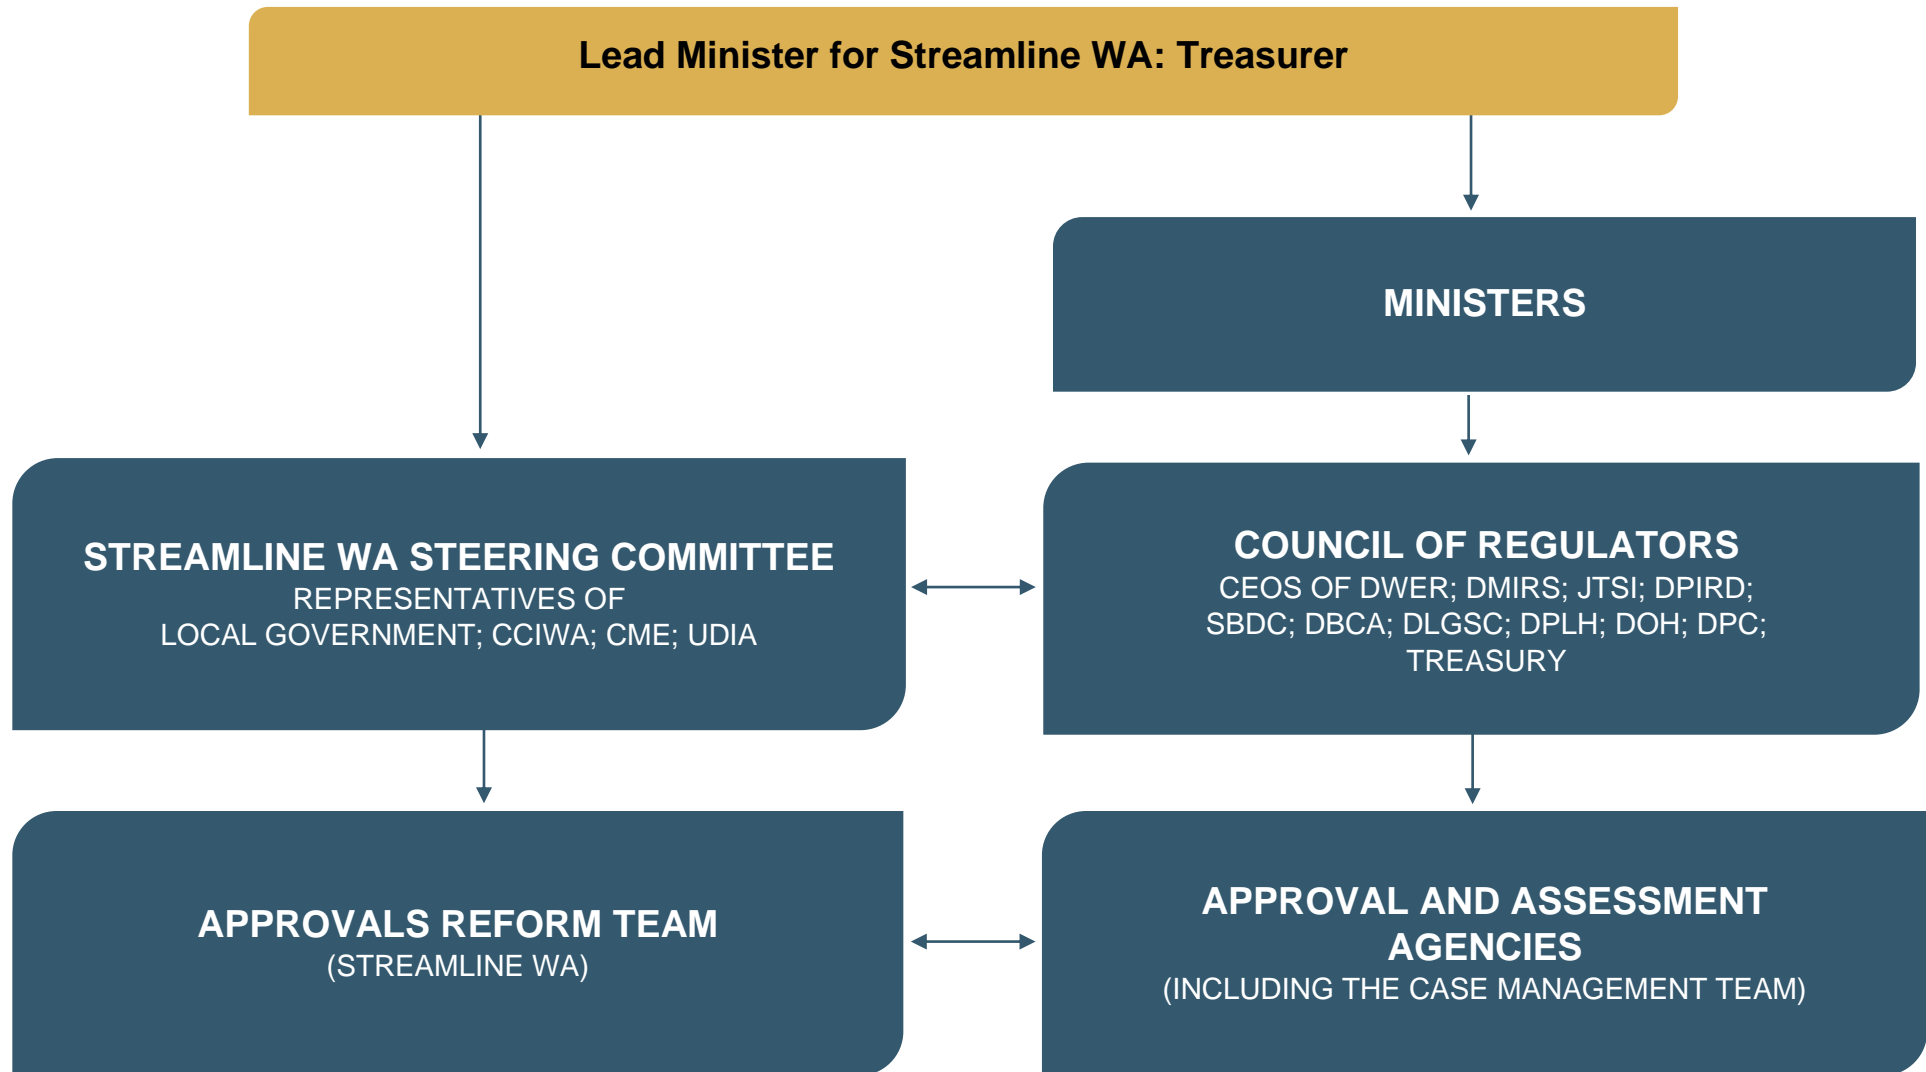 Lead Minister for Streamline WA: Treasurer
MINISTERS
STREAMLINE WA STEERING COMMITTEE
REPRESENTATIVES OF
LOCAL GOVERNMENT; CCIWA; CME; UDIA
COUNCIL OF REGULATORS
CEOS OF DWER; DMIRS; JTSI; DPIRD;
SBDC; DBCA; DLGSC; DPLH; DOH; DPC;
TREASURY
APPROVALS REFORM TEAM
(STREAMLINE WA)
APPROVAL AND ASSESSMENT
AGENCIES
(INCLUDING THE CASE MANAGEMENT TEAM)